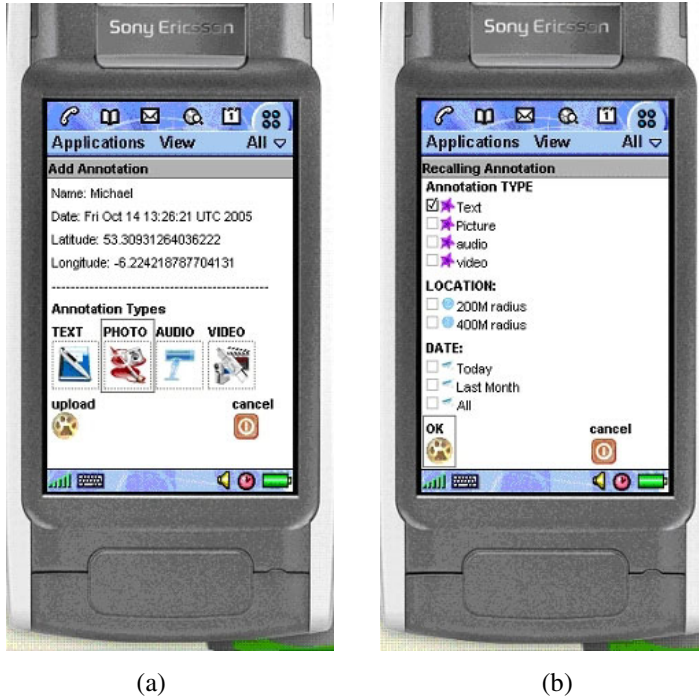 Sony Ericsson
Applications View All
Add Annotation
Name: Michael
Date: Fri Oct 14 13:26:21 UTC 2005
Latitude: 53.30931264036222
Longitude: -6.224218787704131
Annotation Types
TEXT PHOTO AUDIO VIDEO
upload cancel
(a)
Sony Ericsson
Applications View All
Recalling Annotation
Annotation TYPE
Text
Picture
audio
video
LOCATION:
200M radius
400M radius
DATE:
Today
Last Month
All
OK cancel
(b)